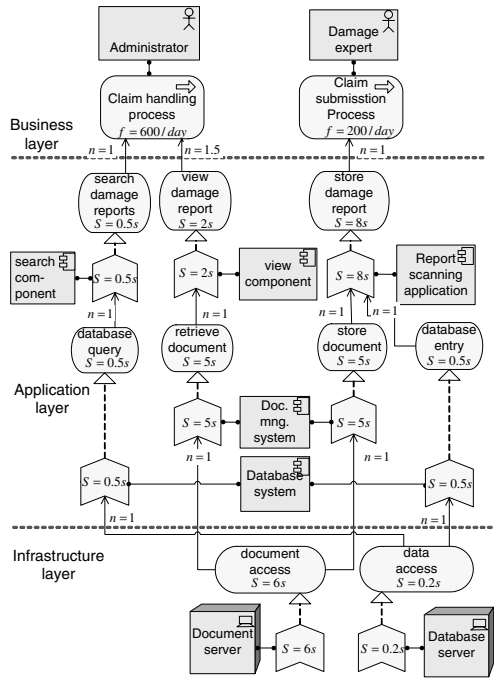 Administrator
Damage
expert
Claim handling
process
f = 600/day
Claim
submission
Process
f = 200/day
Business
layer
n=1
n=1.5
n=1
search
damage
reports
S = 0.5s
view
damage
report
S = 2s
store
damage
report
S = 8s
search
com-
ponent
S = 0.5s
S = 2s
view
component
S = 8s
Report
scanning
application
n=1
n=1
n=1
n=1
database
query
S = 0.5s
retrieve
document
S = 5s
store
document
S = 5s
database
entry
S = 0.5s
Application
layer
S = 5s
Doc.
mng.
system
S = 5s
n=1
n=1
S = 0.5s
Database
system
S = 0.5s
n=1
n=1
Infrastructure
layer
document
access
S = 6s
data
access
S = 0.2s
Document
server
S = 6s
S = 0.2s
Database
server